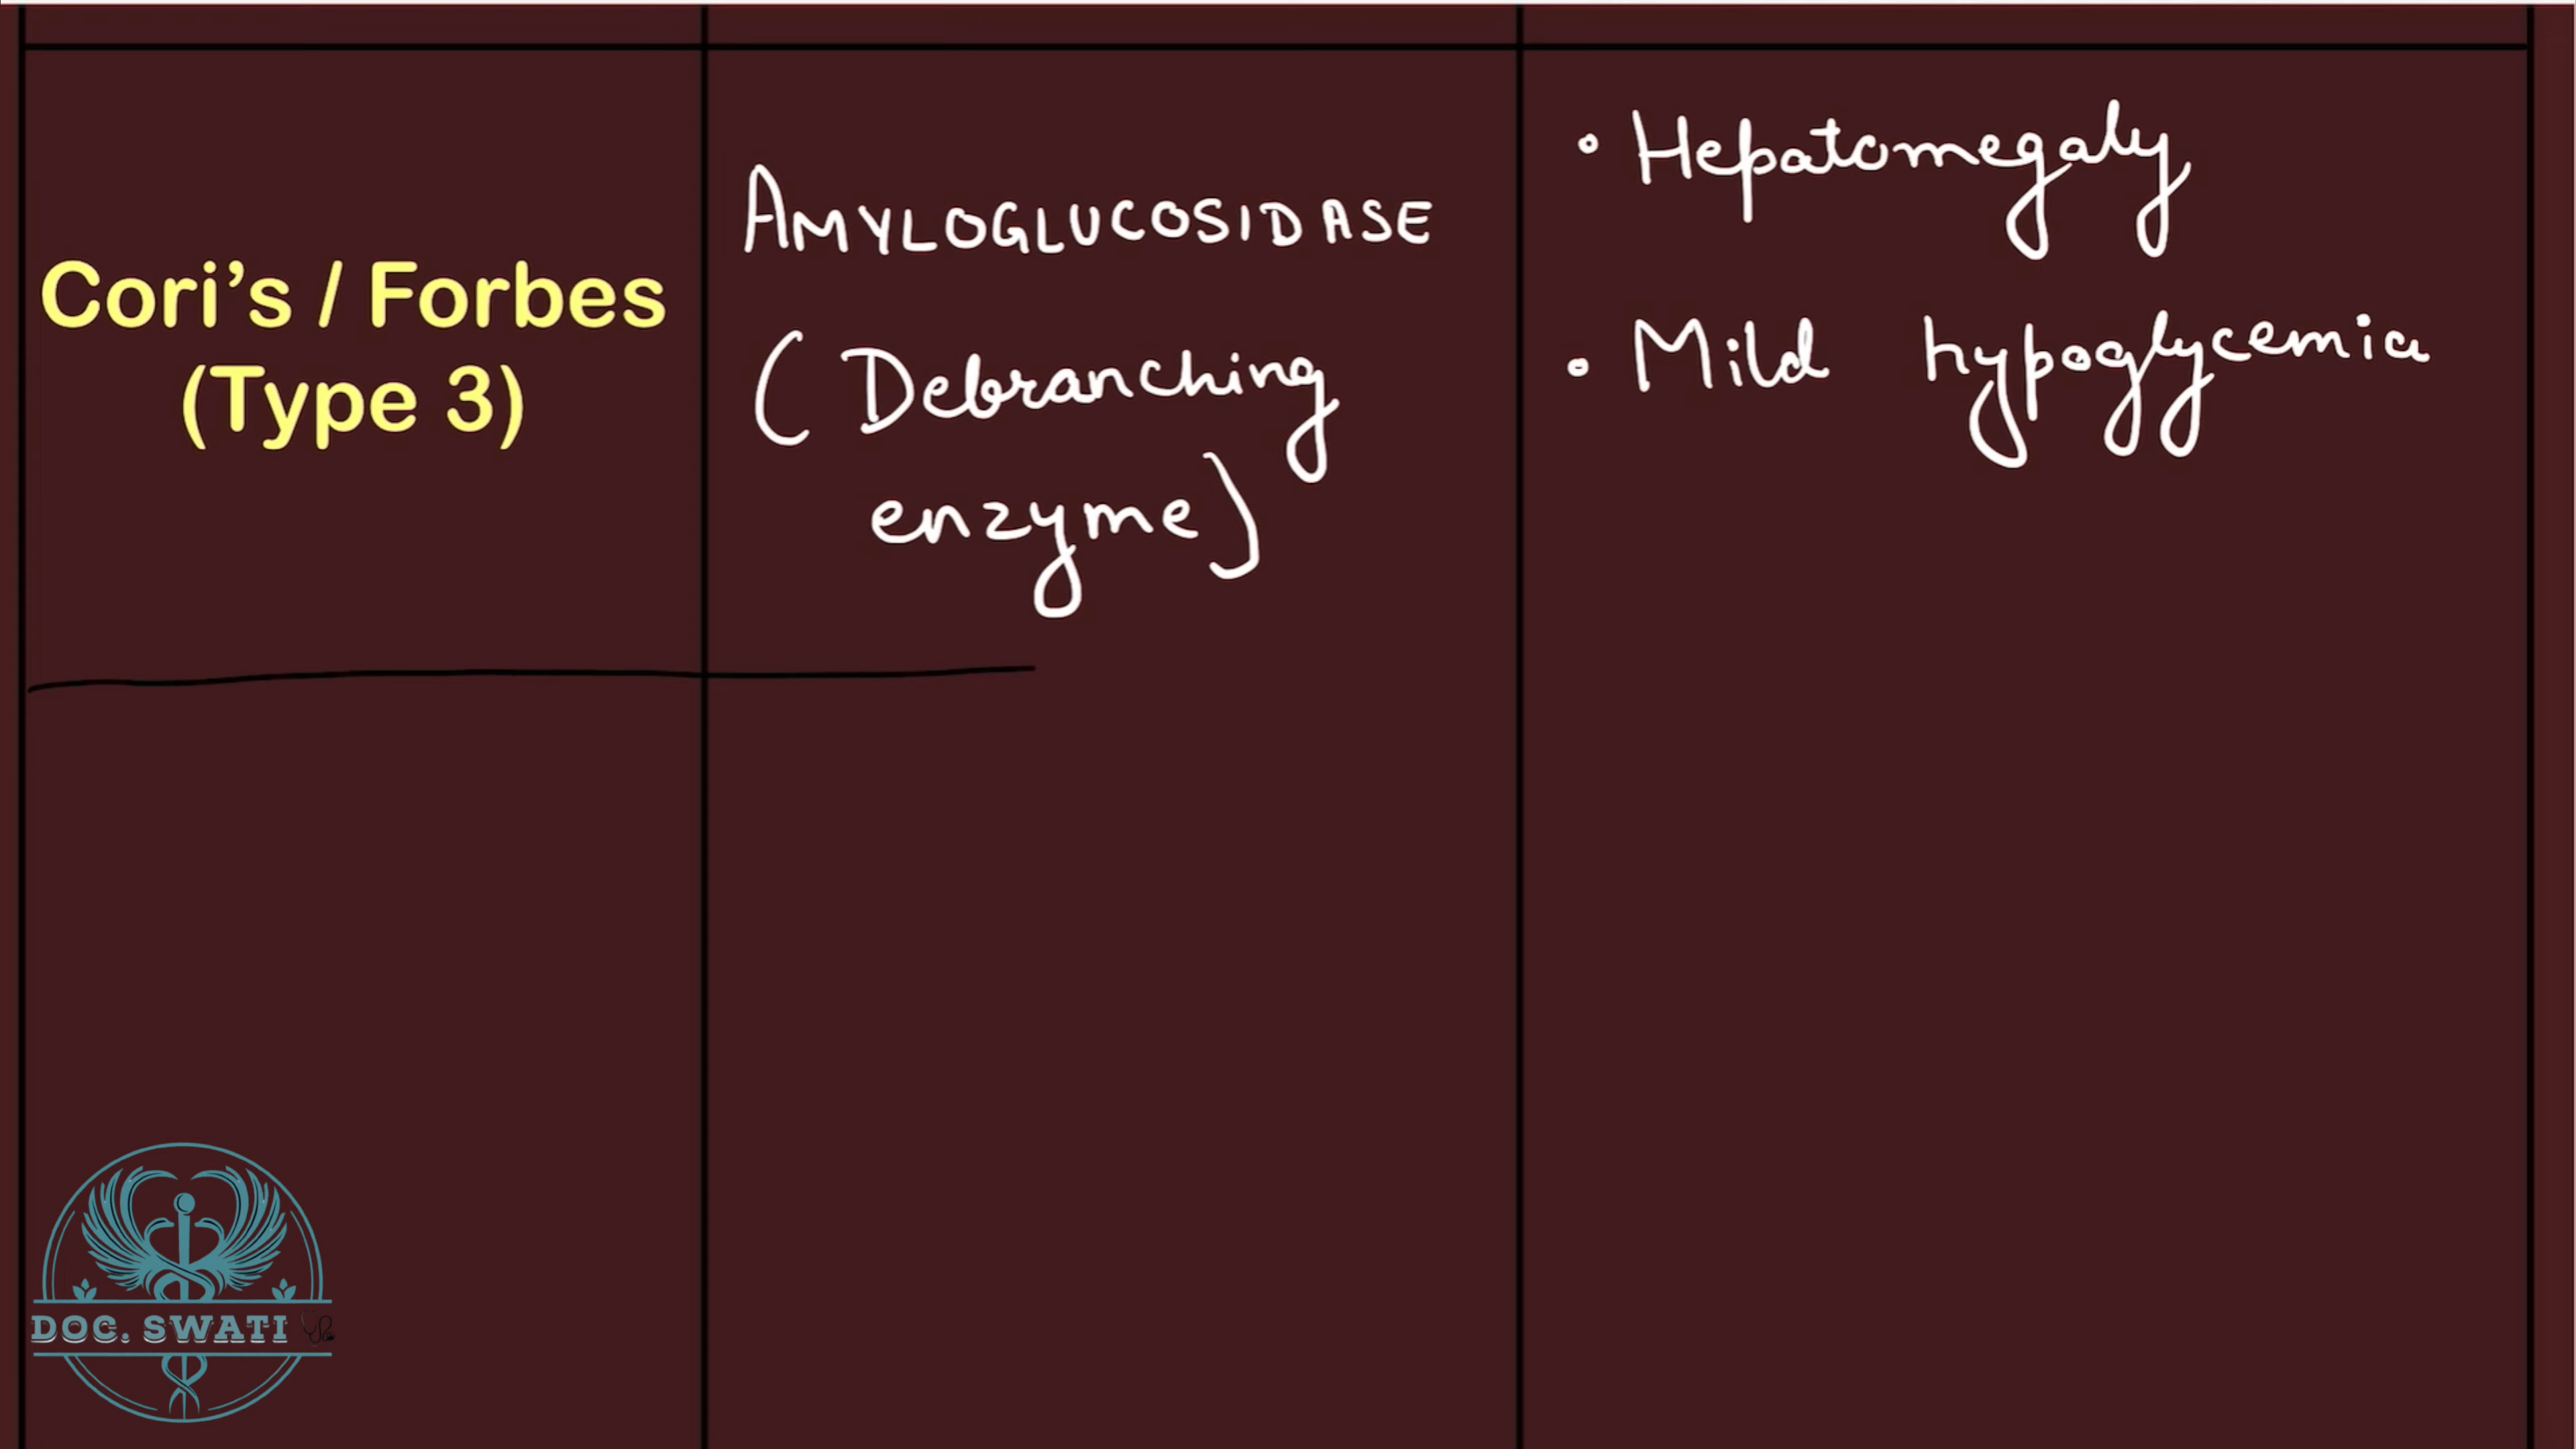 Cori's / Forbes
(Type 3)
AMYLOGLUCOSIDASE
(Debranching
enzyme)
• Hepatomegaly
• Mild hypoglycemia
DOC. SWATI